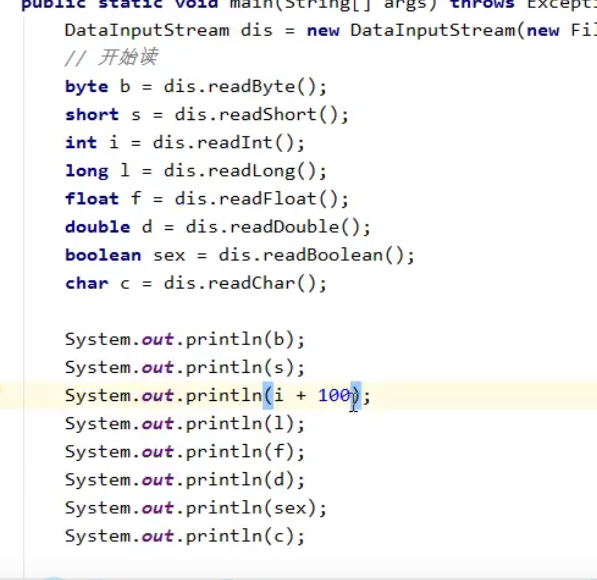 public static void main(String[] args) throws Excepti
DataInputStream dis = new DataInputStream(new Fil
// 开始读
byte b = dis.readByte();
short s = dis.readShort();
int i = dis.readInt();
long l = dis.readLong();
float f = dis.readFloat();
double d = dis.readDouble();
boolean sex = dis.readBoolean();
char c = dis.readChar();
System.out.println(b);
System.out.println(s);
System.out.println(i + 100);
System.out.println(l);
System.out.println(f);
System.out.println(d);
System.out.println(sex);
System.out.println(c);